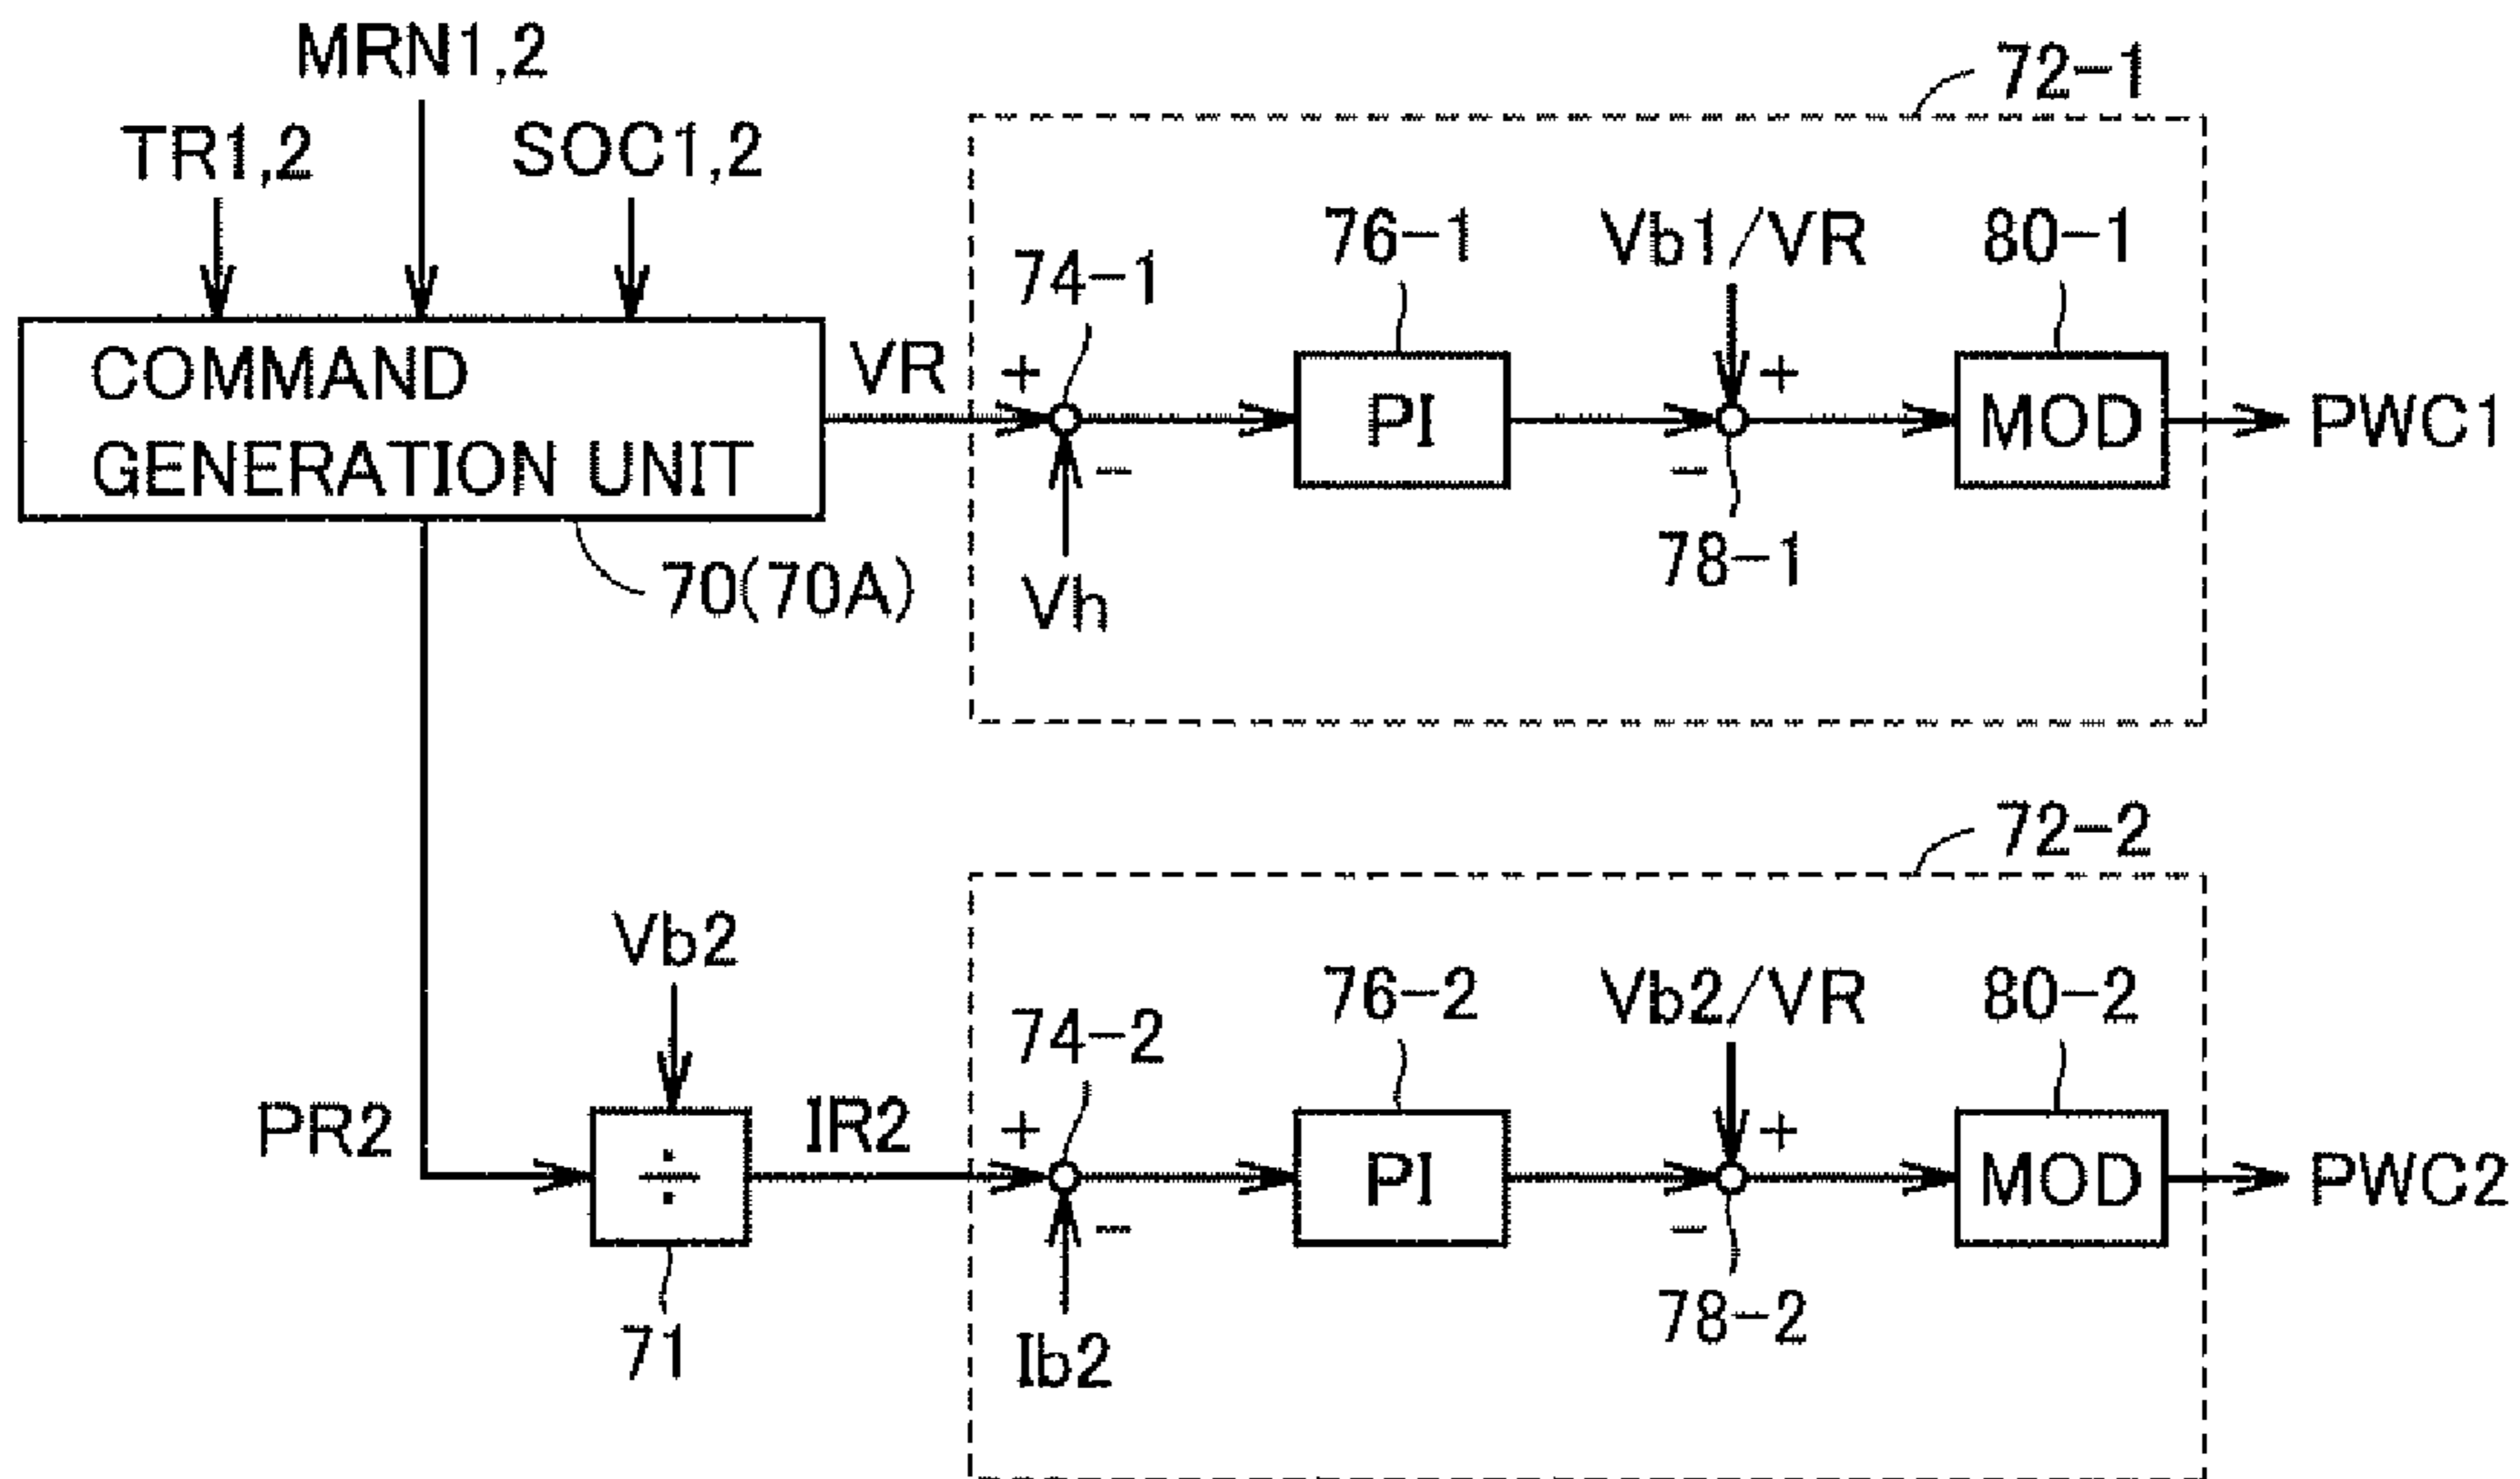 MRN1,2
TR1,2
SOC1,2
72-1
74-1
76-1
Vb1/VR
80-1
COMMAND
GENERATION UNIT
VR
+
-
PI
+
-
MOD
PWC1
70(70A)
Vh
78-1
72-2
Vb2
74-2
76-2
Vb2/VR
80-2
PR2
÷
IR2
+
-
PI
+
-
MOD
PWC2
71
Ib2
78-2